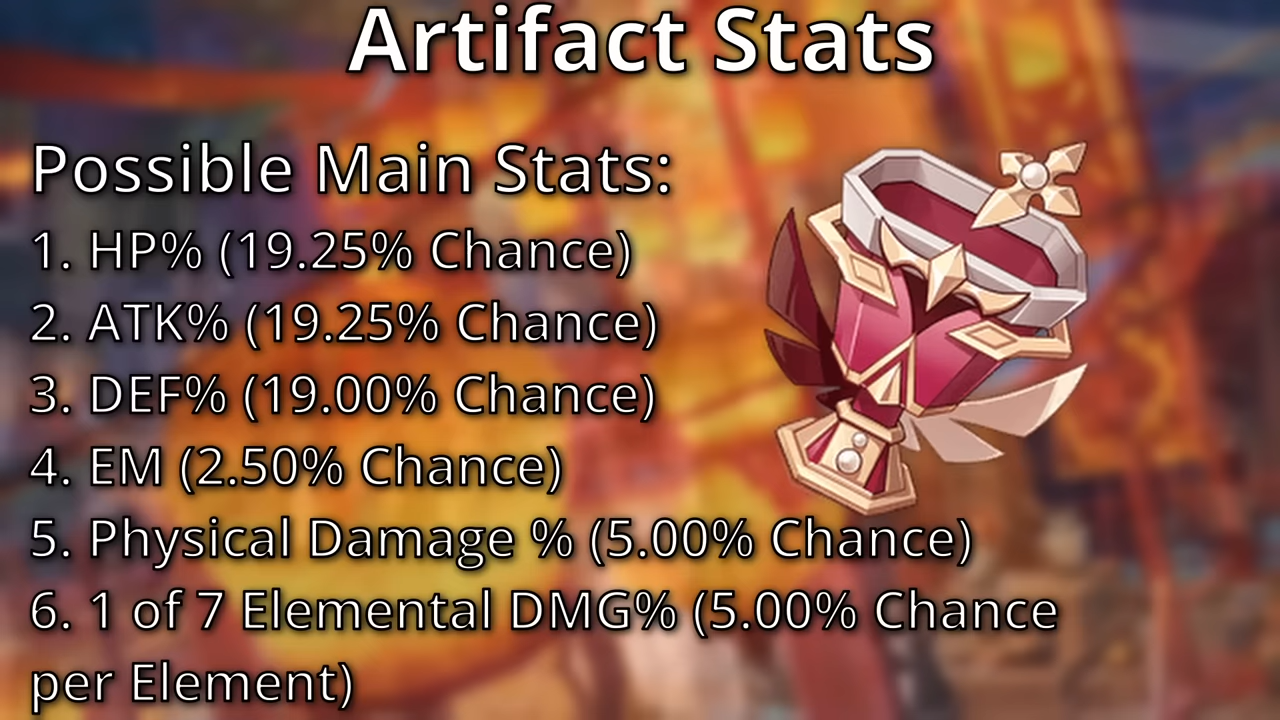 Artifact Stats
Possible Main Stats:
1. HP% (19.25% Chance)
2. ATK% (19.25% Chance)
3. DEF% (19.00% Chance)
4. EM (2.50% Chance)
5. Physical Damage % (5.00% Chance)
6. 1 of 7 Elemental DMG% (5.00% Chance
per Element)